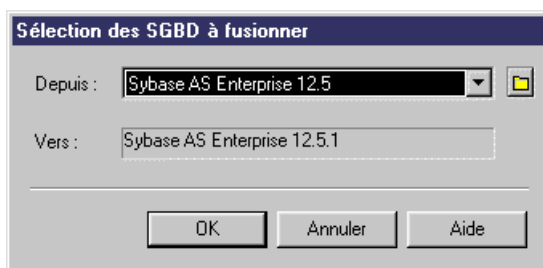 Sélection des SGBD à fusionner
Depuis : Sybase AS Enterprise 12.5
Vers : Sybase AS Enterprise 12.5.1
OK Annuler Aide